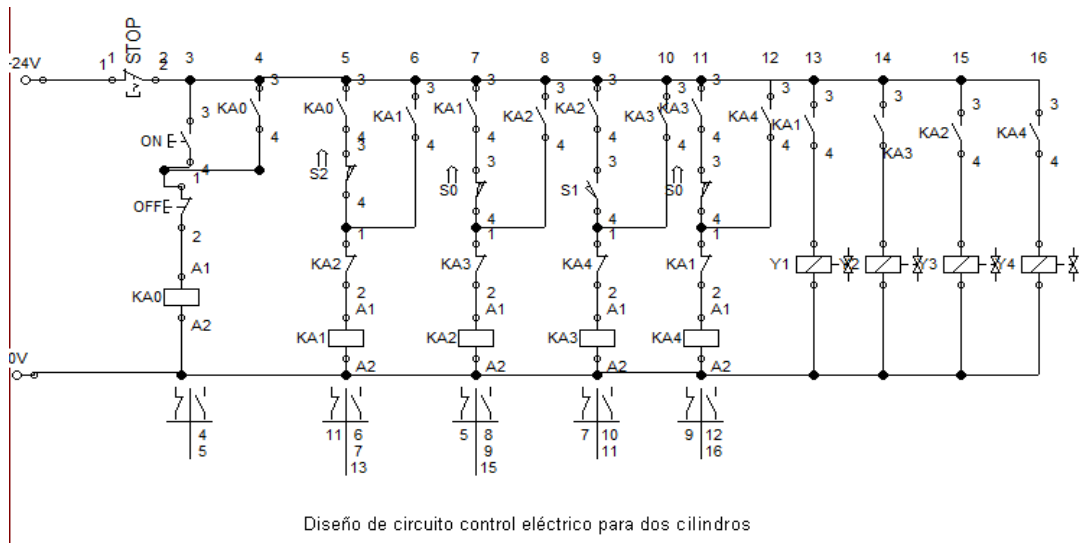 1 STOP 2 3 4 5 6 7 8 9 10 11 12 13 14 15 16
-24V 1 2
3 KA0 3 KA0 3 KA1 3 KA1 3 KA2 3 KA2 3 KA3 3 KA3 3 KA4 3 KA1 3 KA3 3 KA2 3 KA4
ON 4 4 4 4 4 4 4 4 4 4 4 4 4 4
3 3 3 3
S2 S0 S1 S0
1 4 4 4 4
OFF 1 1 1 1
2 KA2 KA3 KA4 KA1 Y1 Y2 Y3 Y4
A1 2 2 2 2
KA0 A1 A1 A1 A1
A2 KA1 KA2 KA3 KA4
0V A2 A2 A2 A2
4 11 6 5 8 7 10 9 12
5 7 9 11 16
13 15
Diseño de circuito control eléctrico para dos cilindros